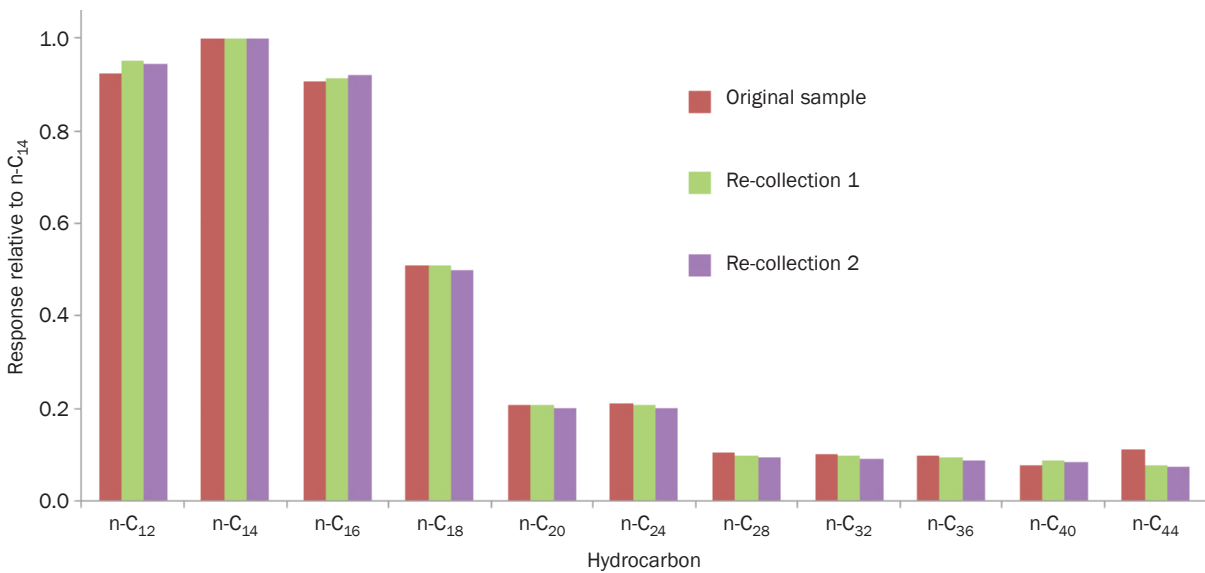 Response relative to n-C₁₄
1.0
0.8
0.6
0.4
0.2
0.0
Original sample
Re-collection 1
Re-collection 2
n-C₁₂ n-C₁₄ n-C₁₆ n-C₁₈ n-C₂₀ n-C₂₄ n-C₂₈ n-C₃₂ n-C₃₆ n-C₄₀ n-C₄₄
Hydrocarbon